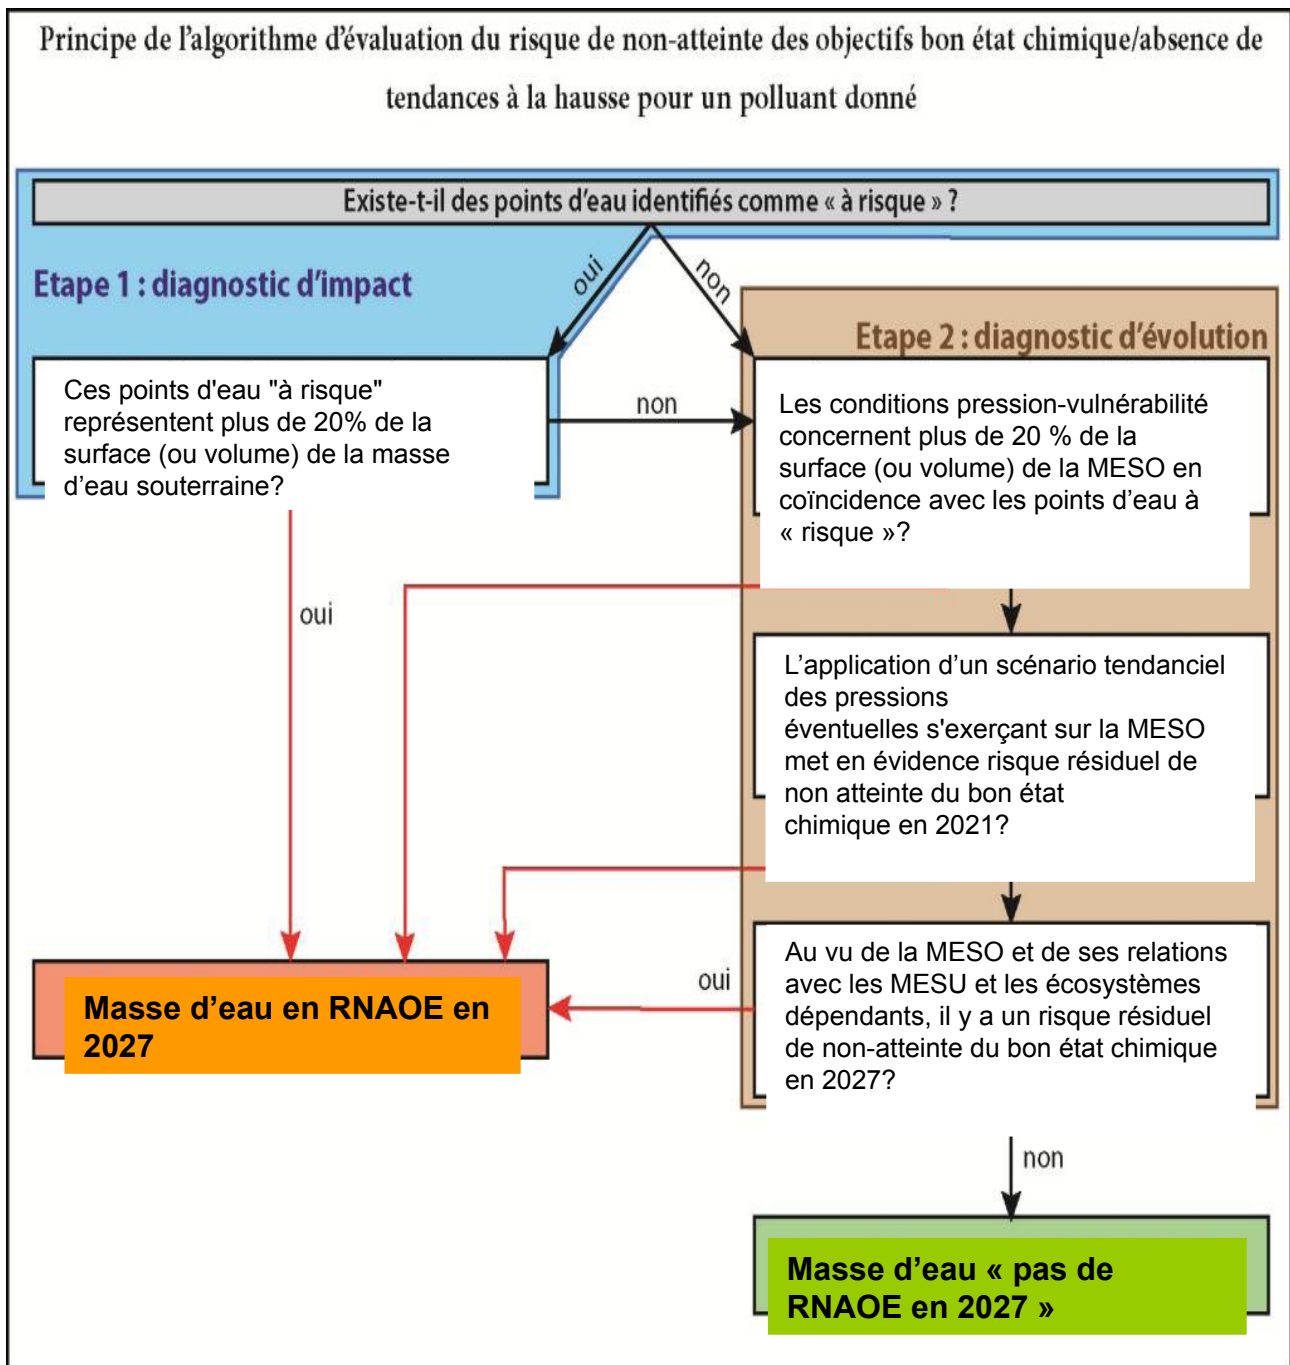 Principe de l'algorithme d'évaluation du risque de non-atteinte des objectifs bon état chimique/absence de
tendances à la hausse pour un polluant donné
Existe-t-il des points d'eau identifiés comme « à risque » ?
oui
non
Etape 1 : diagnostic d'impact
Etape 2 : diagnostic d'évolution
Ces points d'eau "à risque"
représentent plus de 20% de la
surface (ou volume) de la masse
d'eau souterraine?
non
Les conditions pression-vulnérabilité
concernent plus de 20 % de la
surface (ou volume) de la MESO en
coïncidence avec les points d'eau à
« risque »?
oui
L'application d'un scénario tendanciel
des pressions
éventuelles s'exerçant sur la MESO
met en évidence risque résiduel de
non atteinte du bon état
chimique en 2021?
Au vu de la MESO et de ses relations
avec les MESU et les écosystèmes
dépendants, il y a un risque résiduel
de non-atteinte du bon état chimique
en 2027?
oui
Masse d'eau en RNAOE en
2027
non
Masse d'eau « pas de
RNAOE en 2027 »